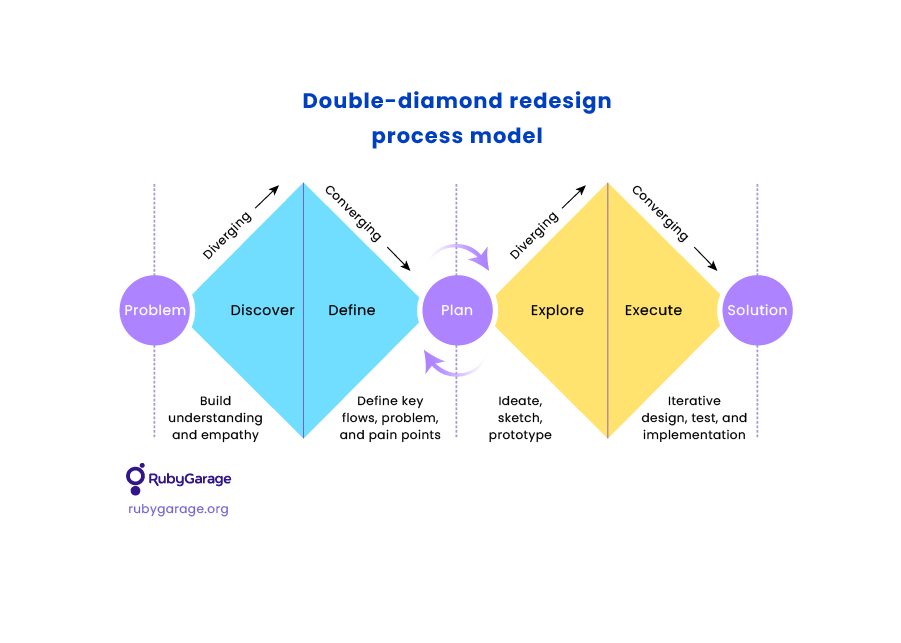 Double-diamond redesign
process model
Diverging
Converging
Diverging
Converging
Problem
Discover
Define
Plan
Explore
Execute
Solution
Build
understanding
and empathy
Define key
flows, problem,
and pain points
Ideate,
sketch,
prototype
Iterative
design, test, and
implementation
RubyGarage
rubygarage.org